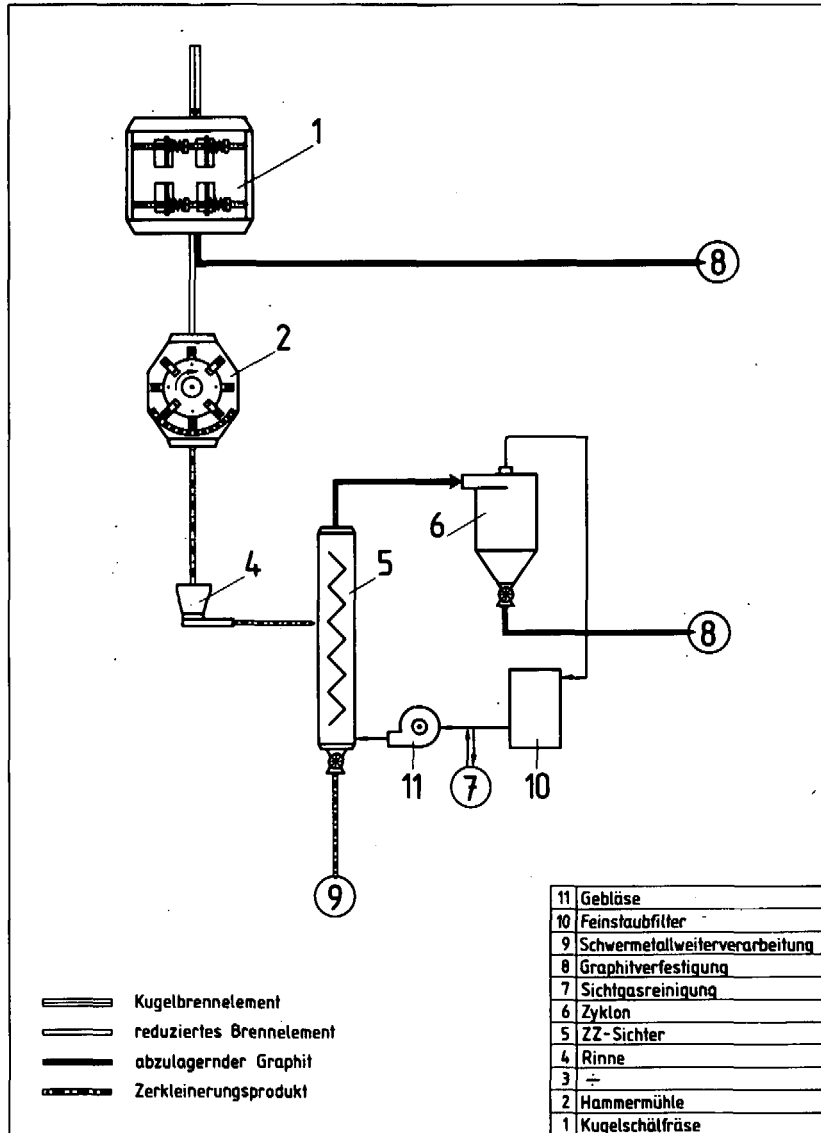 1
8
2
6
4
5
8
11
7
10
9
11 Gebläse
10 Feinstaubfilter
9 Schwermetallweiterverarbeitung
8 Graphitverfestigung
7 Sichtgasreinigung
6 Zyklon
5 ZZ-Sichter
4 Rinne
3 ÷
2 Hammermühle
1 Kugelschälfräse
Kugelbrennelement
reduziertes Brennelement
abzulagernder Graphit
Zerkleinerungsprodukt